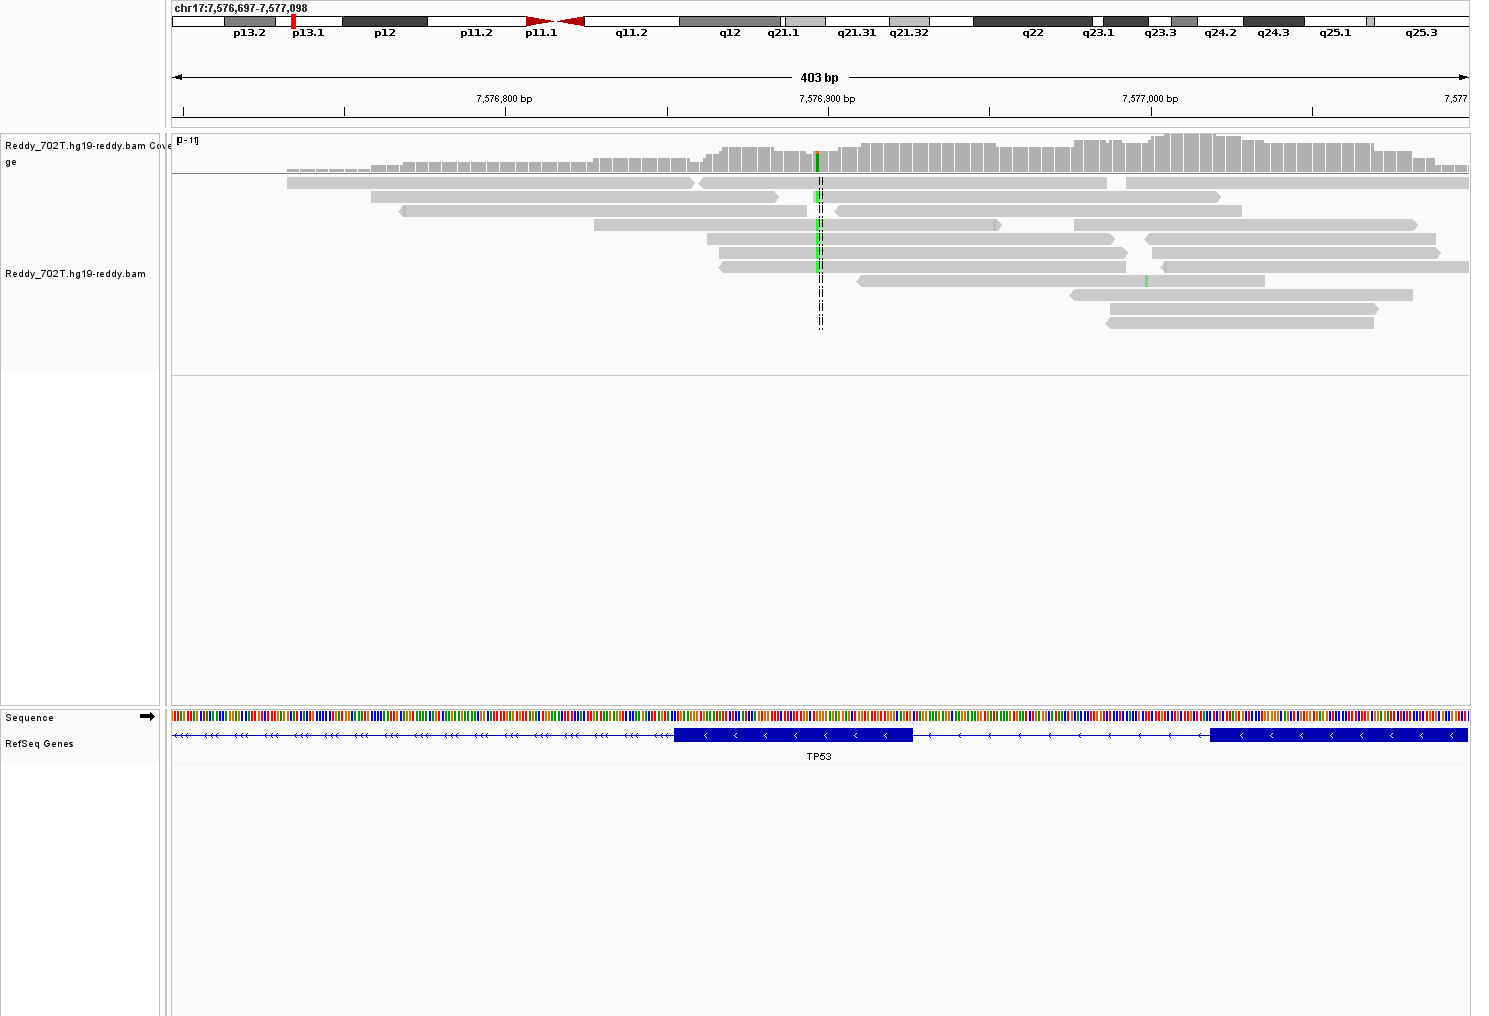 chr17:7,576,697-7,577,098
p13.2 p13.1 p12 p11.2 p11.1 q11.2 q12 q21.1 q21.31 q21.32 q22 q23.1 q23.3 q24.2 q24.3 q25.1 q25.3
403 bp
7,576,800 bp 7,576,900 bp 7,577,000 bp 7,577
Reddy_702T.hg19-reddy.bam Cove
ge
[0 - 11]
Reddy_702T.hg19-reddy.bam
Sequence
RefSeq Genes
TP53